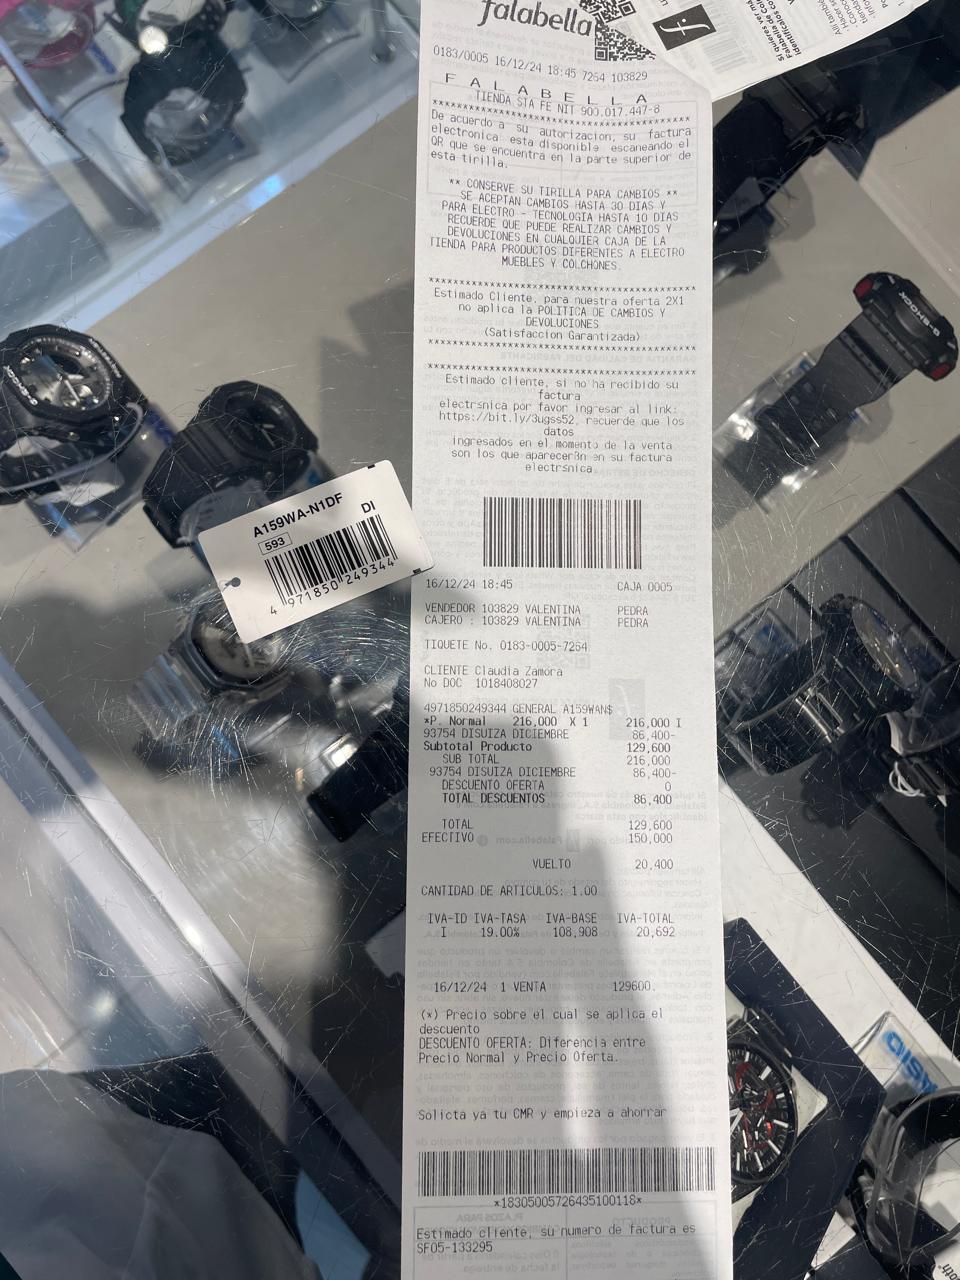 falabella
0183/0005 16/12/24 18:45 7264 103829
F A L A B E L L A
TIENDA STA FE NIT 900.017.447-8
De acuerdo a su autorizacion, su factura
electronica esta disponible escaneando el
QR que se encuentra en la parte superior de
esta tirilla.
** CONSERVE SU TIRILLA PARA CAMBIOS **
SE ACEPTAN CAMBIOS HASTA 30 DIAS Y
PARA ELECTRO - TECNOLOGIA HASTA 10 DIAS
RECUERDE QUE PUEDE REALIZAR CAMBIOS Y
DEVOLUCIONES EN CUALQUIER CAJA DE LA
TIENDA PARA PRODUCTOS DIFERENTES A ELECTRO
MUEBLES Y COLCHONES.
Estimado Cliente, para nuestra oferta 2X1
no aplica la POLITICA DE CAMBIOS Y
DEVOLUCIONES
(Satisfaccion Garantizada)
Estimado cliente, si no ha recibido su
factura
electrsnica por favor ingresar al link:
https://bit.ly/3ugss52, recuerde que los
datos
ingresados en el momento de la venta
son los que aparecer8n en su factura
electrsnica.
16/12/24 18:45 CAJA 0005
VENDEDOR 103829 VALENTINA PEDRA
CAJERO : 103829 VALENTINA PEDRA
TIQUETE No. 0183-0005-7264
CLIENTE Claudia Zamora
No DOC 1018408027
4971850249344 GENERAL A159WAN$
*P. Normal 216,000 X 1 216,000 I
93754 DISUIZA DICIEMBRE 86,400-
Subtotal Producto 129,600
SUB TOTAL 216,000
93754 DISUIZA DICIEMBRE 86,400-
DESCUENTO OFERTA 0
TOTAL DESCUENTOS 86,400
TOTAL 129,600
EFECTIVO 150,000
VUELTO 20,400
CANTIDAD DE ARTICULOS: 1.00
IVA-ID IVA-TASA IVA-BASE IVA-TOTAL
I 19.00% 108,908 20,692
16/12/24 : 1 VENTA 129600.
(*) Precio sobre el cual se aplica el
descuento
DESCUENTO OFERTA: Diferencia entre
Precio Normal y Precio Oferta.
Solicta ya tu CMR y empieza a ahorrar
*18305005726435100118*
Estimado cliente, su numero de factura es
SF05-133295
A159WA-N1DF
593 DI
4 971850 249344
G-SHOCK
CASIO